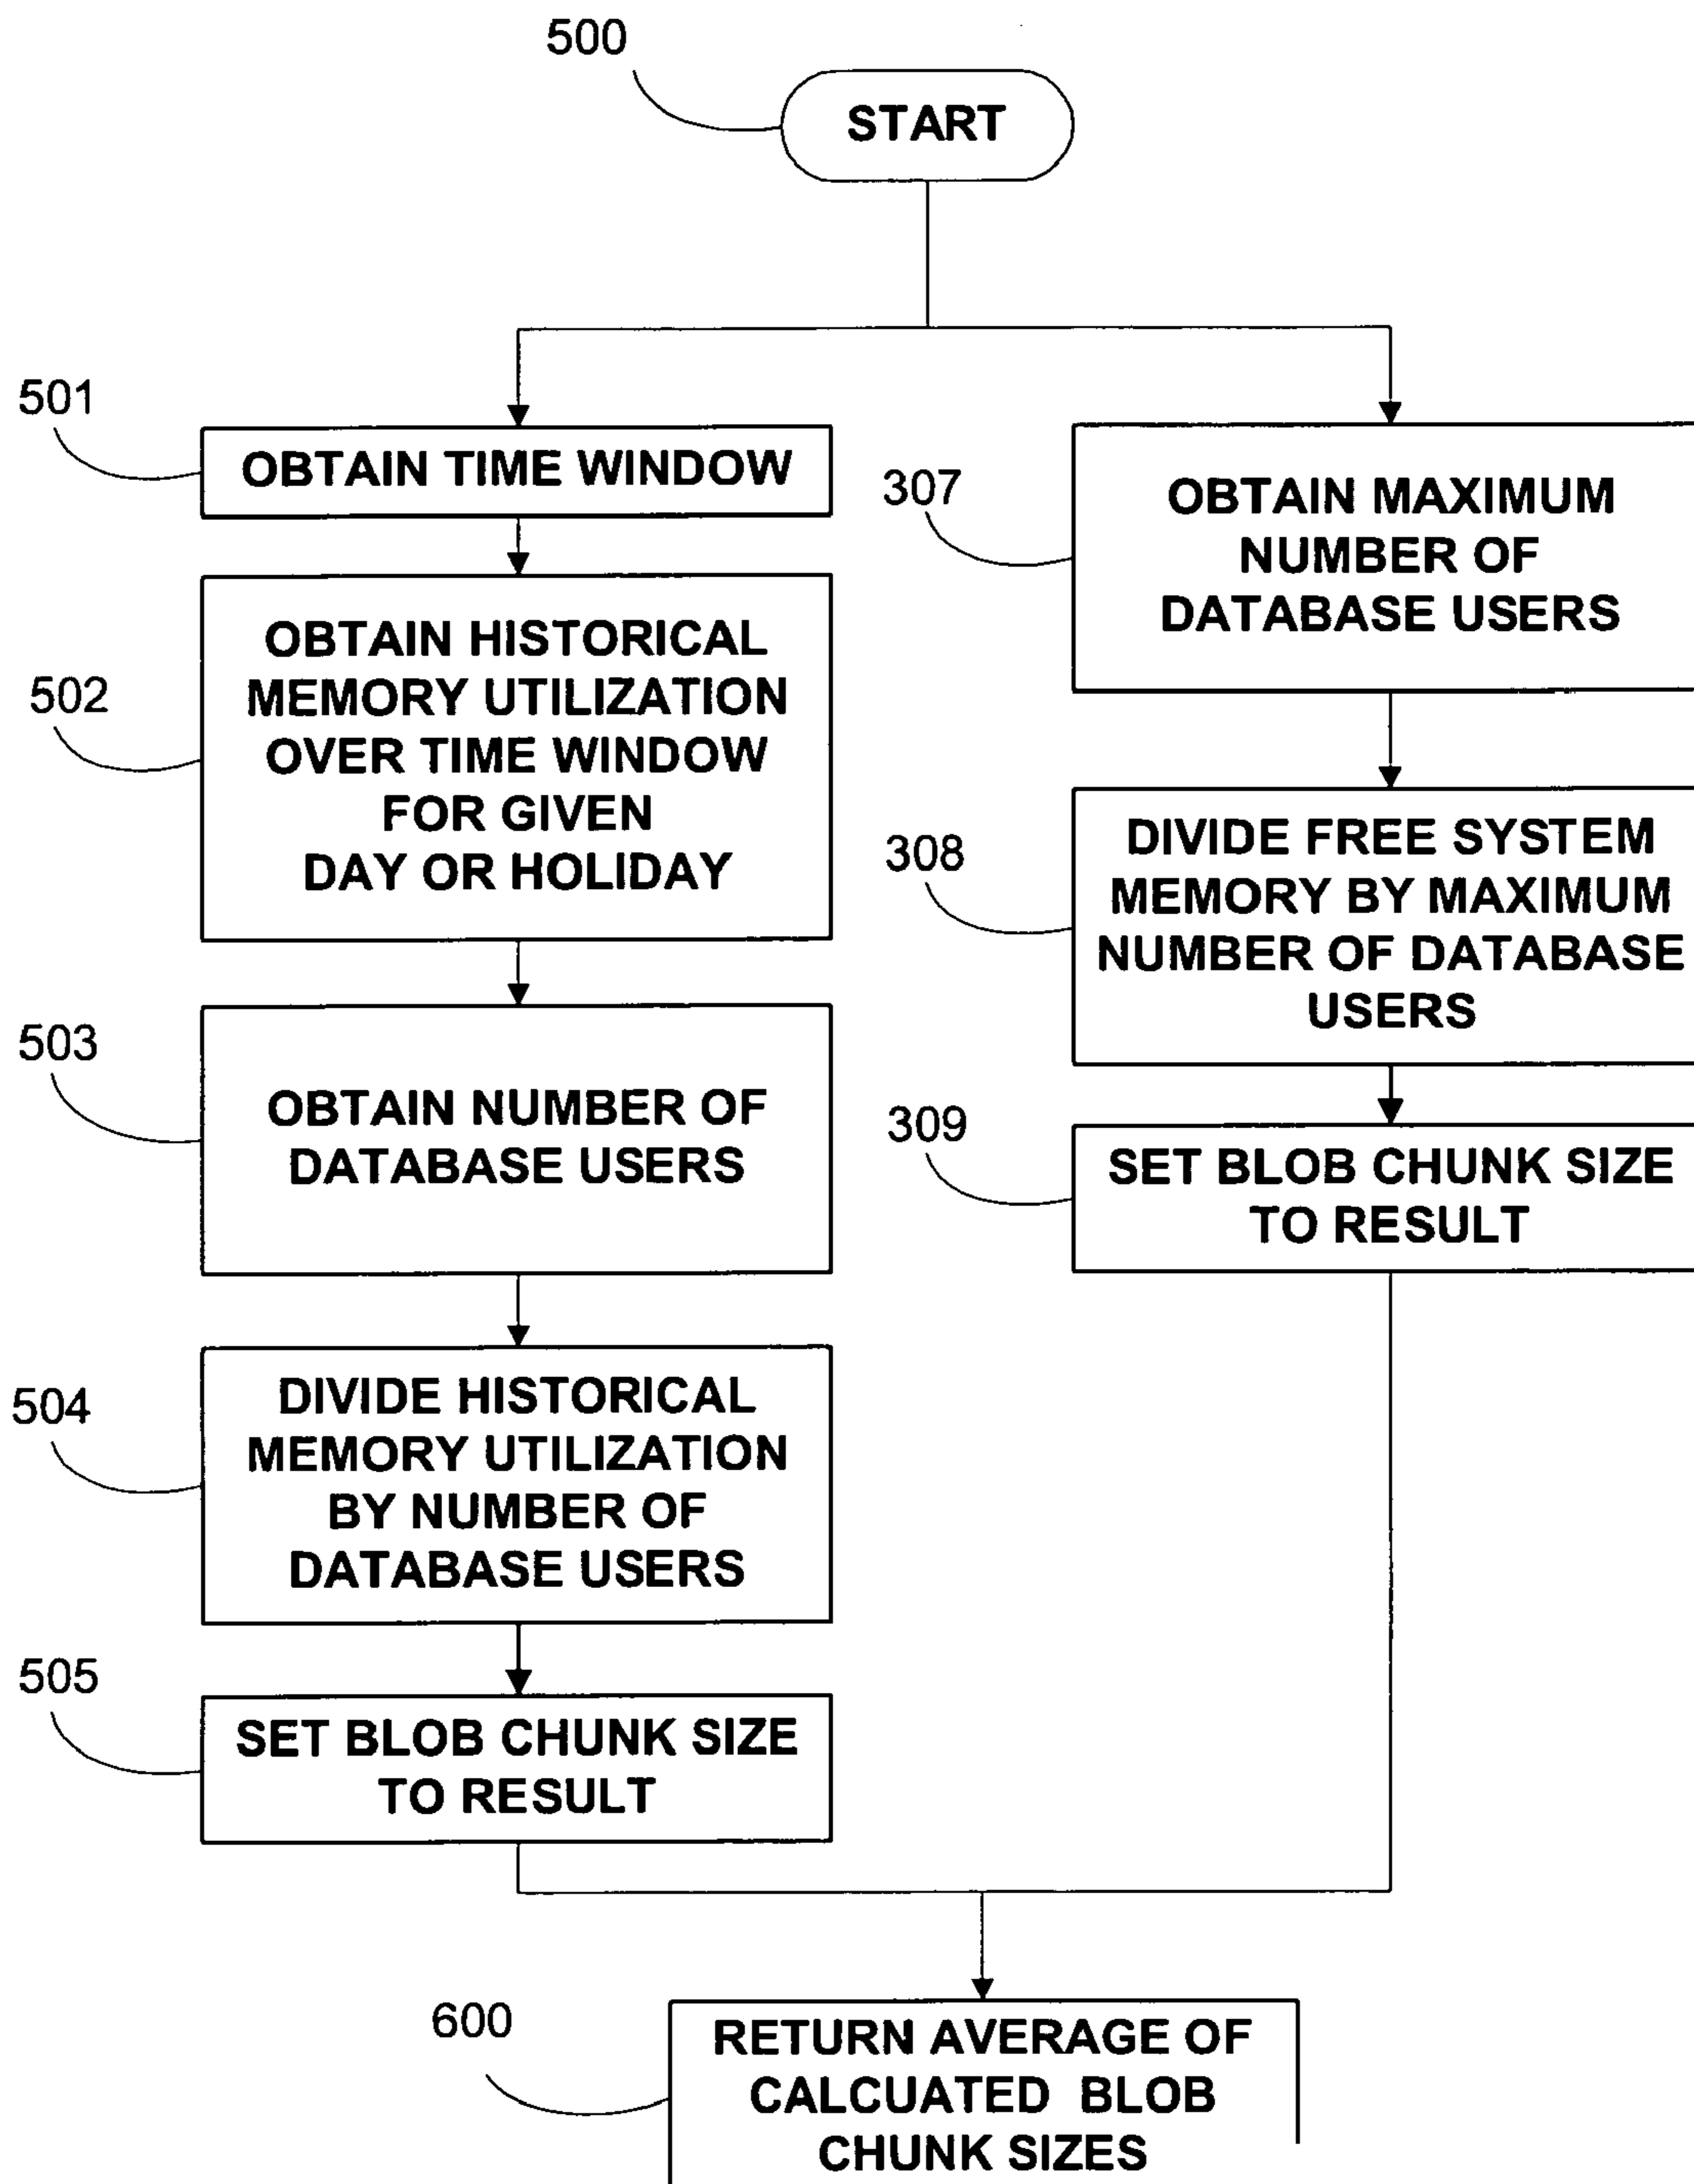 500
START
501
OBTAIN TIME WINDOW
502
OBTAIN HISTORICAL
MEMORY UTILIZATION
OVER TIME WINDOW
FOR GIVEN
DAY OR HOLIDAY
503
OBTAIN NUMBER OF
DATABASE USERS
504
DIVIDE HISTORICAL
MEMORY UTILIZATION
BY NUMBER OF
DATABASE USERS
505
SET BLOB CHUNK SIZE
TO RESULT
307
OBTAIN MAXIMUM
NUMBER OF
DATABASE USERS
308
DIVIDE FREE SYSTEM
MEMORY BY MAXIMUM
NUMBER OF DATABASE
USERS
309
SET BLOB CHUNK SIZE
TO RESULT
600
RETURN AVERAGE OF
CALCUATED BLOB
CHUNK SIZES